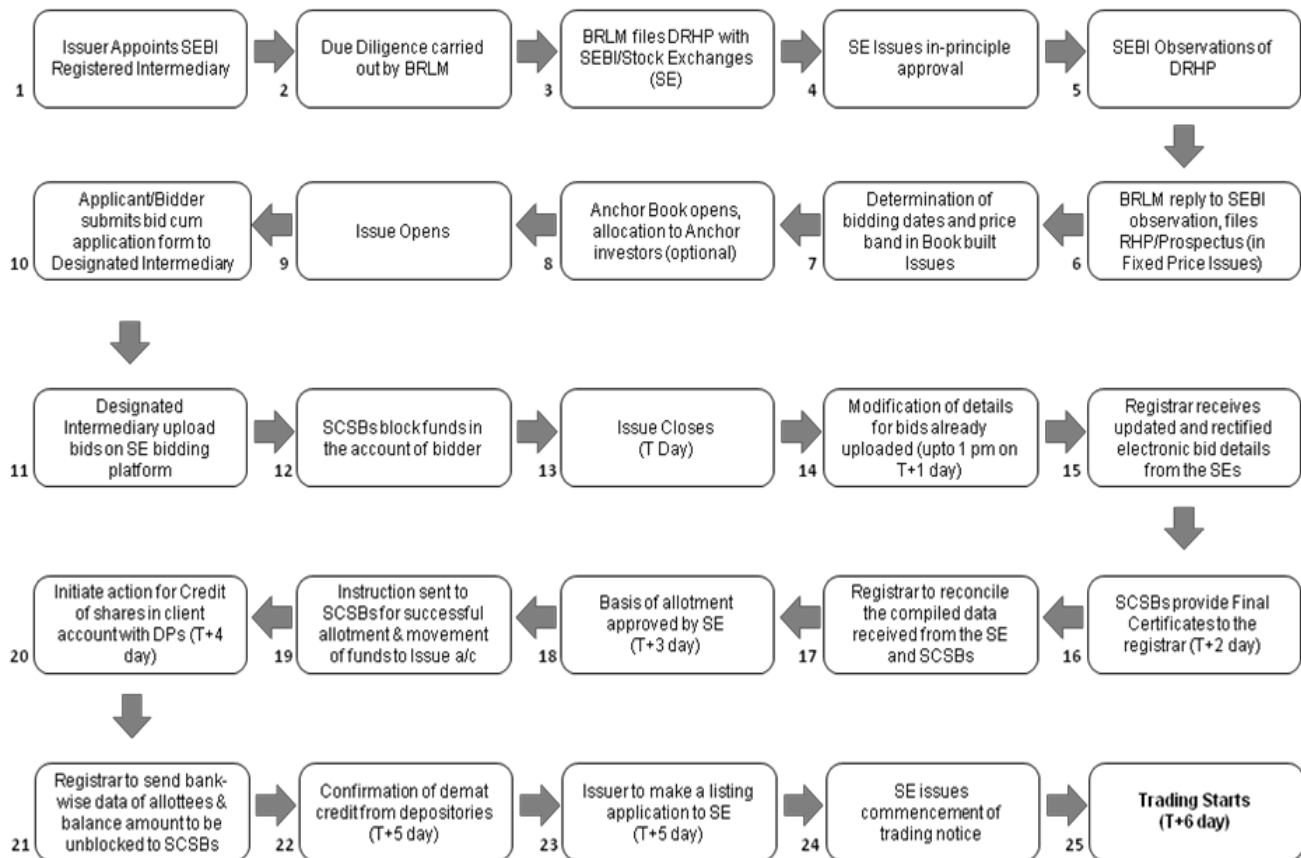 Issuer Appoints SEBI
Registered Intermediary
1
Due Diligence carried
out by BRLM
2
BRLM files DRHP with
SEBI/Stock Exchanges
(SE)
3
SE Issues in-principle
approval
4
SEBI Observations of
DRHP
5
BRLM reply to SEBI
observation, files
RHP/Prospectus (in
Fixed Price Issues)
6
Determination of
bidding dates and price
band in Book built
Issues
7
Anchor Book opens,
allocation to Anchor
investors (optional)
8
Issue Opens
9
Applicant/Bidder
submits bid cum
application form to
Designated Intermediary
10
Designated
Intermediary upload
bids on SE bidding
platform
11
SCSBs block funds in
the account of bidder
12
Issue Closes
(T Day)
13
Modification of details
for bids already
uploaded (upto 1 pm on
T+1 day)
14
Registrar receives
updated and rectified
electronic bid details
from the SEs
15
SCSBs provide Final
Certificates to the
registrar (T+2 day)
16
Registrar to reconcile
the compiled data
received from the SE
and SCSBs
17
Basis of allotment
approved by SE
(T+3 day)
18
Instruction sent to
SCSBs for successful
allotment & movement
of funds to Issue a/c
19
Initiate action for Credit
of shares in client
account with DPs (T+4
day)
20
Registrar to send bank-
wise data of allottees &
balance amount to be
unblocked to SCSBs
21
Confirmation of demat
credit from depositories
(T+5 day)
22
Issuer to make a listing
application to SE
(T+5 day)
23
SE issues
commencement of
trading notice
24
Trading Starts
(T+6 day)
25